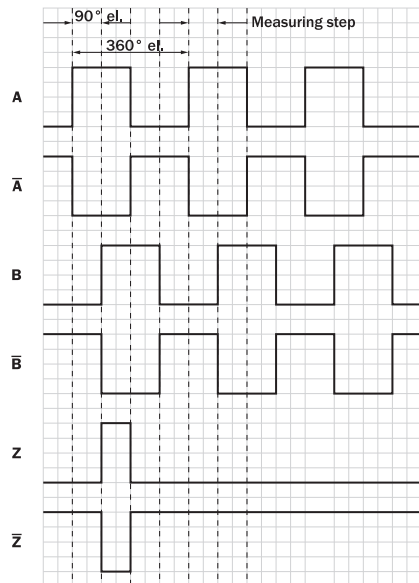 90° el. Measuring step
360° el.
A
A̅
B
B̅
Z
Z̅